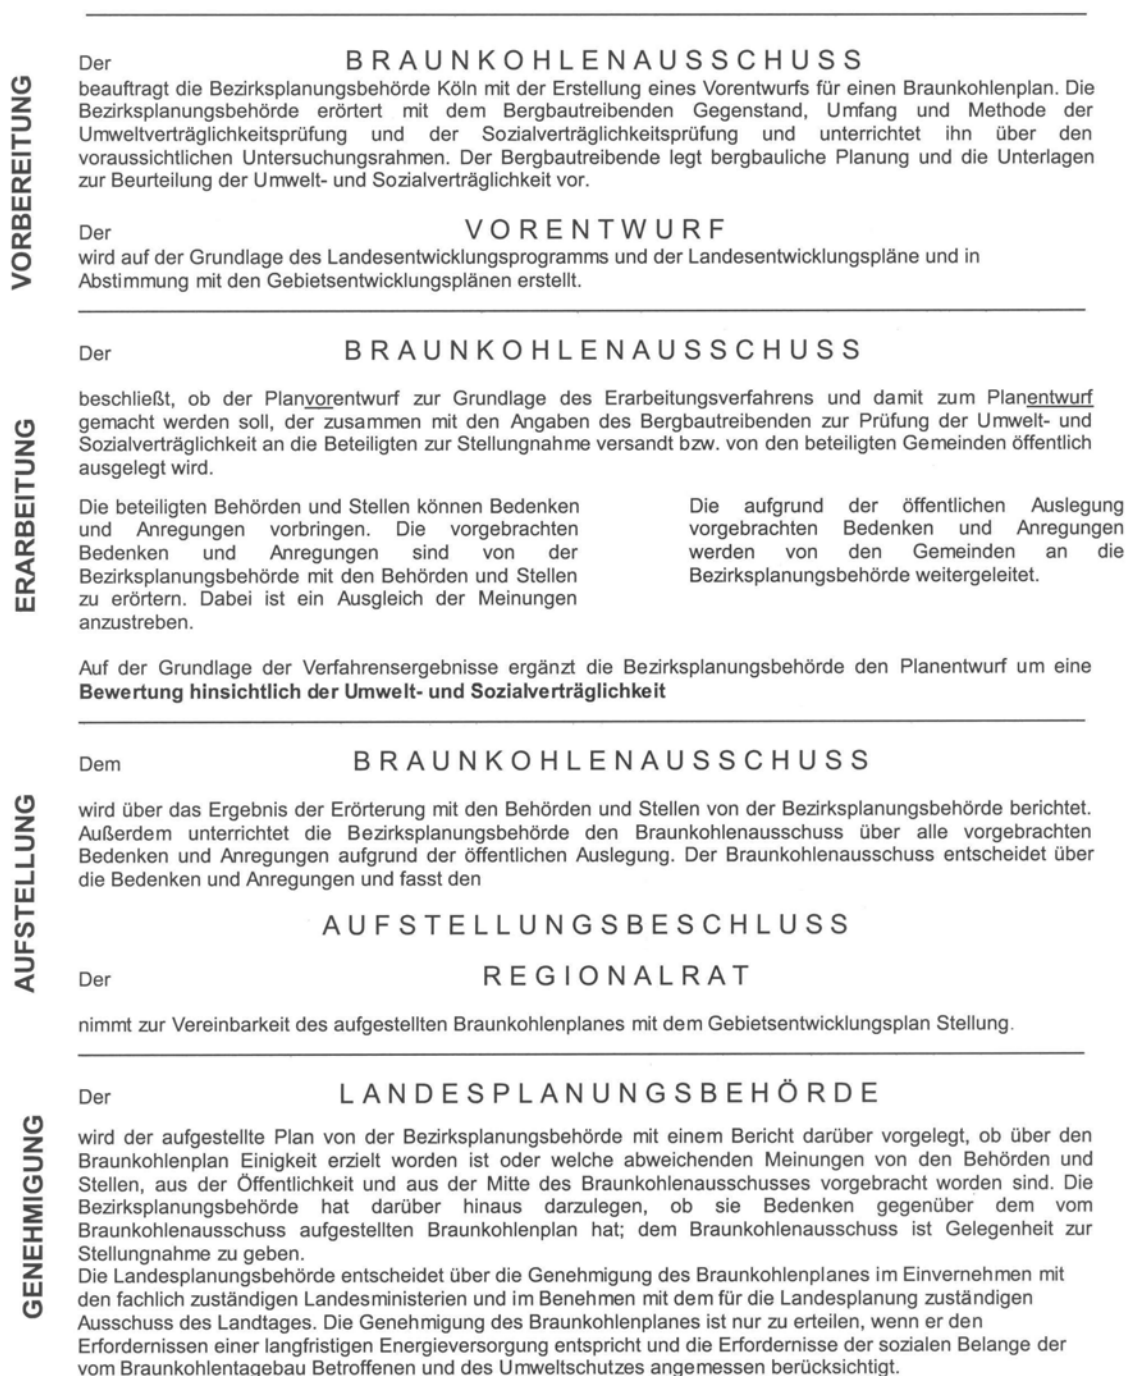 VORBEREITUNG
Der BRAUNKOHLENAUSSCHUSS
beauftragt die Bezirksplanungsbehörde Köln mit der Erstellung eines Vorentwurfs für einen Braunkohlenplan. Die
Bezirksplanungsbehörde erörtert mit dem Bergbautreibenden Gegenstand, Umfang und Methode der
Umweltverträglichkeitsprüfung und der Sozialverträglichkeitsprüfung und unterrichtet ihn über den
voraussichtlichen Untersuchungsrahmen. Der Bergbautreibende legt bergbauliche Planung und die Unterlagen
zur Beurteilung der Umwelt- und Sozialverträglichkeit vor.
Der VORENTWURF
wird auf der Grundlage des Landesentwicklungsprogramms und der Landesentwicklungspläne und in
Abstimmung mit den Gebietsentwicklungsplänen erstellt.
ERARBEITUNG
Der BRAUNKOHLENAUSSCHUSS
beschließt, ob der Planvorentwurf zur Grundlage des Erarbeitungsverfahrens und damit zum Planentwurf
gemacht werden soll, der zusammen mit den Angaben des Bergbautreibenden zur Prüfung der Umwelt- und
Sozialverträglichkeit an die Beteiligten zur Stellungnahme versandt bzw. von den beteiligten Gemeinden öffentlich
ausgelegt wird.
Die beteiligten Behörden und Stellen können Bedenken
und Anregungen vorbringen. Die vorgebrachten
Bedenken und Anregungen sind von der
Bezirksplanungsbehörde mit den Behörden und Stellen
zu erörtern. Dabei ist ein Ausgleich der Meinungen
anzustreben.
Die aufgrund der öffentlichen Auslegung
vorgebrachten Bedenken und Anregungen
werden von den Gemeinden an die
Bezirksplanungsbehörde weitergeleitet.
Auf der Grundlage der Verfahrensergebnisse ergänzt die Bezirksplanungsbehörde den Planentwurf um eine
Bewertung hinsichtlich der Umwelt- und Sozialverträglichkeit
AUFSTELLUNG
Dem BRAUNKOHLENAUSSCHUSS
wird über das Ergebnis der Erörterung mit den Behörden und Stellen von der Bezirksplanungsbehörde berichtet.
Außerdem unterrichtet die Bezirksplanungsbehörde den Braunkohlenausschuss über alle vorgebrachten
Bedenken und Anregungen aufgrund der öffentlichen Auslegung. Der Braunkohlenausschuss entscheidet über
die Bedenken und Anregungen und fasst den
AUFSTELLUNGSBESCHLUSS
Der REGIONALRAT
nimmt zur Vereinbarkeit des aufgestellten Braunkohlenplanes mit dem Gebietsentwicklungsplan Stellung.
GENEHMIGUNG
Der LANDESPLANUNGSBEHÖRDE
wird der aufgestellte Plan von der Bezirksplanungsbehörde mit einem Bericht darüber vorgelegt, ob über den
Braunkohlenplan Einigkeit erzielt worden ist oder welche abweichenden Meinungen von den Behörden und
Stellen, aus der Öffentlichkeit und aus der Mitte des Braunkohlenausschusses vorgebracht worden sind. Die
Bezirksplanungsbehörde hat darüber hinaus darzulegen, ob sie Bedenken gegenüber dem vom
Braunkohlenausschuss aufgestellten Braunkohlenplan hat; dem Braunkohlenausschuss ist Gelegenheit zur
Stellungnahme zu geben.
Die Landesplanungsbehörde entscheidet über die Genehmigung des Braunkohlenplanes im Einvernehmen mit
den fachlich zuständigen Landesministerien und im Benehmen mit dem für die Landesplanung zuständigen
Ausschuss des Landtages. Die Genehmigung des Braunkohlenplanes ist nur zu erteilen, wenn er den
Erfordernissen einer langfristigen Energieversorgung entspricht und die Erfordernisse der sozialen Belange der
vom Braunkohlentagebau Betroffenen und des Umweltschutzes angemessen berücksichtigt.